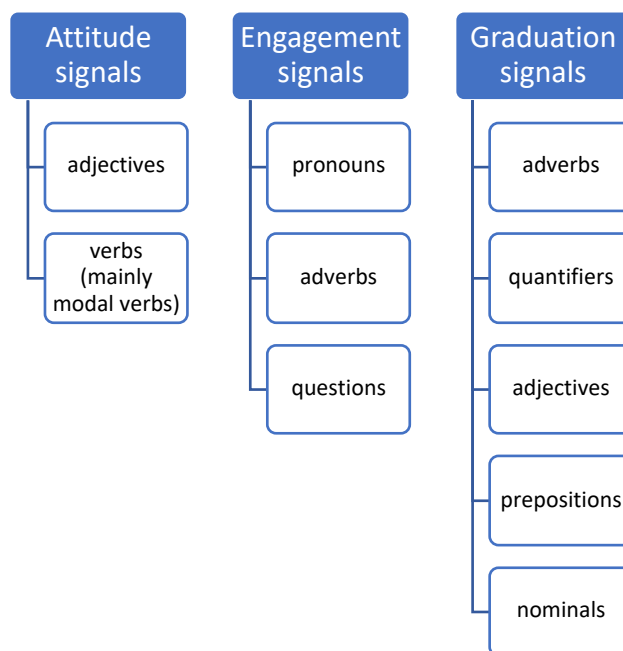 Attitude
signals
adjectives
verbs
(mainly
modal verbs)
Engagement
signals
pronouns
adverbs
questions
Graduation
signals
adverbs
quantifiers
adjectives
prepositions
nominals